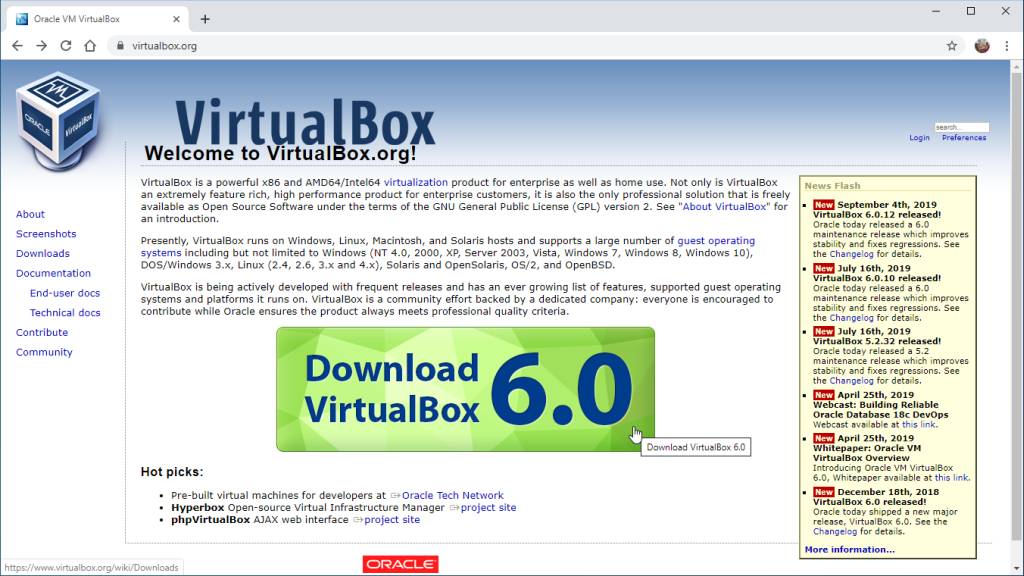 Oracle VM VirtualBox
virtualbox.org
ORACLE
VirtualBox
VirtualBox
search...
Login Preferences
Welcome to VirtualBox.org!
VirtualBox is a powerful x86 and AMD64/Intel64 virtualization product for enterprise as well as home use. Not only is VirtualBox
an extremely feature rich, high performance product for enterprise customers, it is also the only professional solution that is freely
available as Open Source Software under the terms of the GNU General Public License (GPL) version 2. See "About VirtualBox" for
an introduction.
Presently, VirtualBox runs on Windows, Linux, Macintosh, and Solaris hosts and supports a large number of guest operating
systems including but not limited to Windows (NT 4.0, 2000, XP, Server 2003, Vista, Windows 7, Windows 8, Windows 10),
DOS/Windows 3.x, Linux (2.4, 2.6, 3.x and 4.x), Solaris and OpenSolaris, OS/2, and OpenBSD.
VirtualBox is being actively developed with frequent releases and has an ever growing list of features, supported guest operating
systems and platforms it runs on. VirtualBox is a community effort backed by a dedicated company: everyone is encouraged to
contribute while Oracle ensures the product always meets professional quality criteria.
About
Screenshots
Downloads
Documentation
End-user docs
Technical docs
Contribute
Community
Download
VirtualBox 6.0
Download VirtualBox 6.0
Hot picks:
Pre-built virtual machines for developers at Oracle Tech Network
Hyperbox Open-source Virtual Infrastructure Manager project site
phpVirtualBox AJAX web interface project site
News Flash
New September 4th, 2019
VirtualBox 6.0.12 released!
Oracle today released a 6.0
maintenance release which improves
stability and fixes regressions. See
the Changelog for details.
New July 16th, 2019
VirtualBox 6.0.10 released!
Oracle today released a 6.0
maintenance release which improves
stability and fixes regressions. See
the Changelog for details.
New July 16th, 2019
VirtualBox 5.2.32 released!
Oracle today released a 5.2
maintenance release which improves
stability and fixes regressions. See
the Changelog for details.
New April 25th, 2019
Webcast: Building Reliable
Oracle Database 18c DevOps
Webcast available at this link.
New April 25th, 2019
Whitepaper: Oracle VM
VirtualBox Overview
Introducing Oracle VM VirtualBox
6.0, Whitepaper available at this link.
New December 18th, 2018
VirtualBox 6.0 released!
Oracle today shipped a new major
release, VirtualBox 6.0. See the
Changelog for details.
More information...
https://www.virtualbox.org/wiki/Downloads
ORACLE